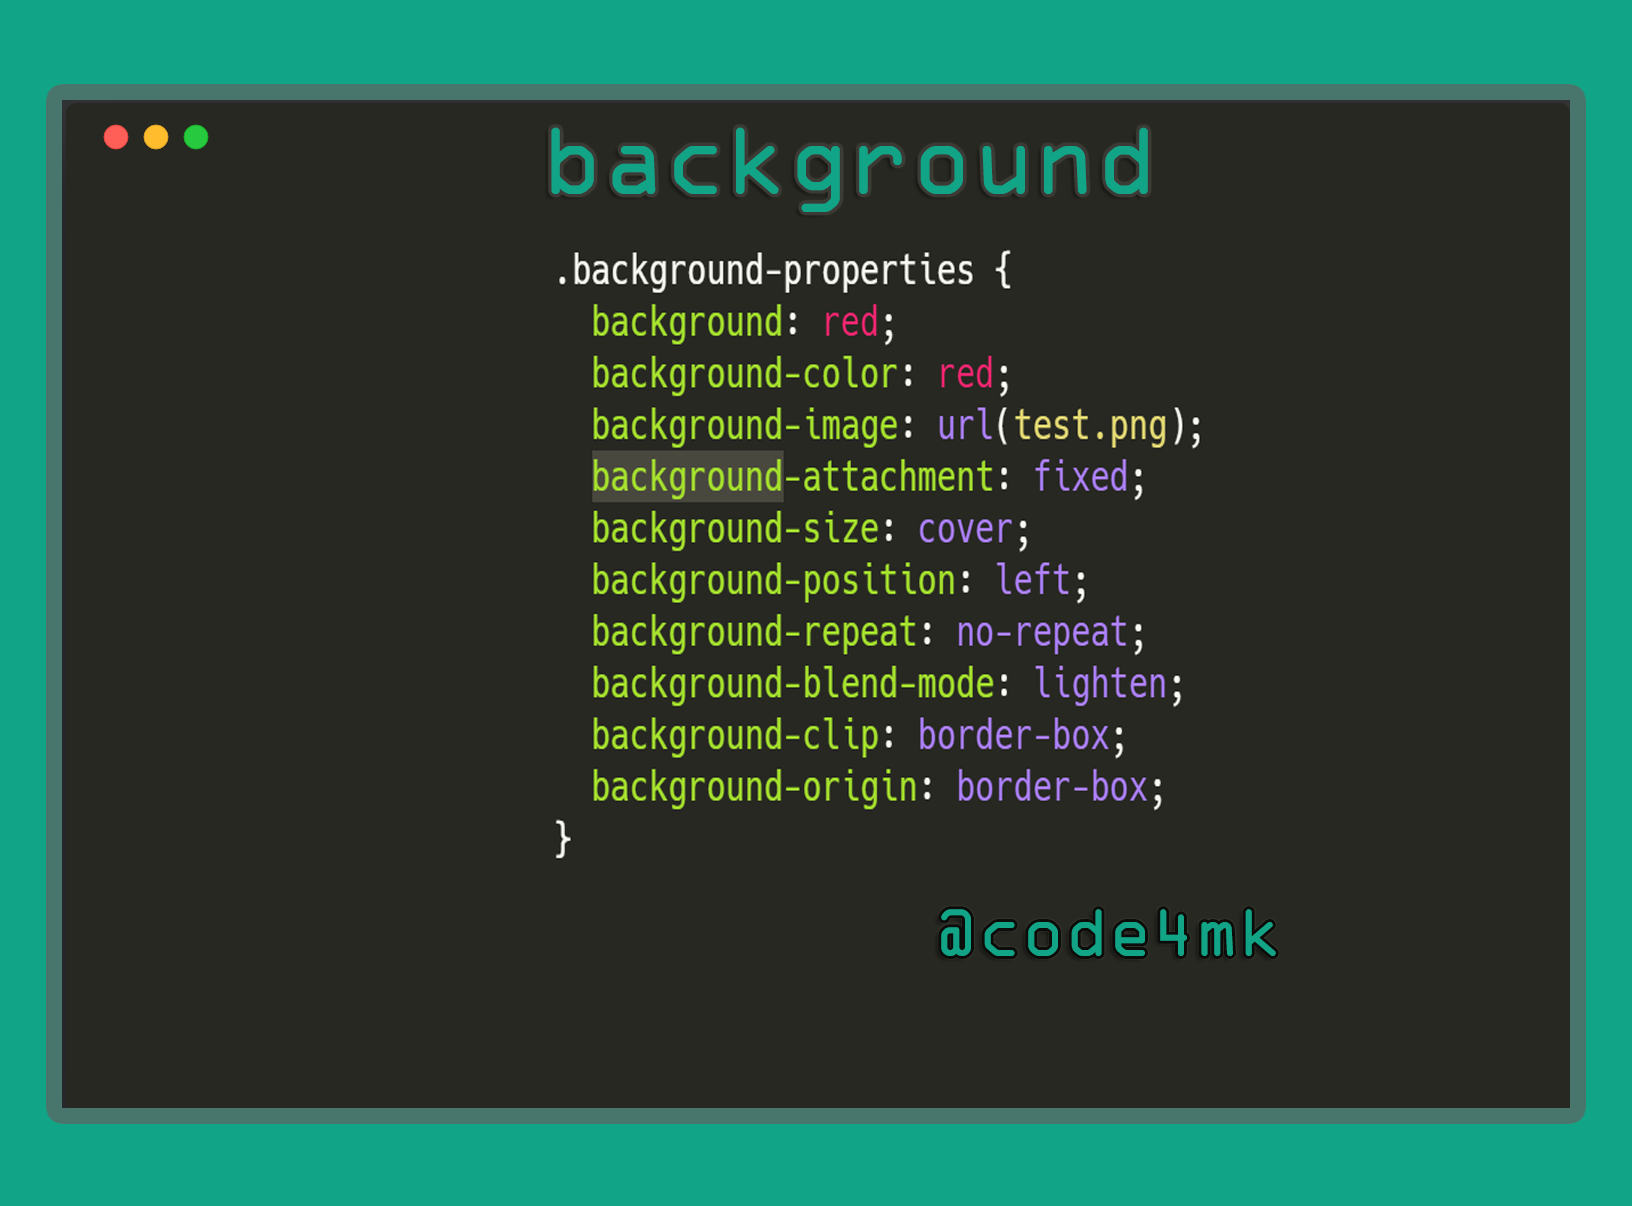 background
.background-properties {
background: red;
background-color: red;
background-image: url(test.png);
background-attachment: fixed;
background-size: cover;
background-position: left;
background-repeat: no-repeat;
background-blend-mode: lighten;
background-clip: border-box;
background-origin: border-box;
}
@code4mk